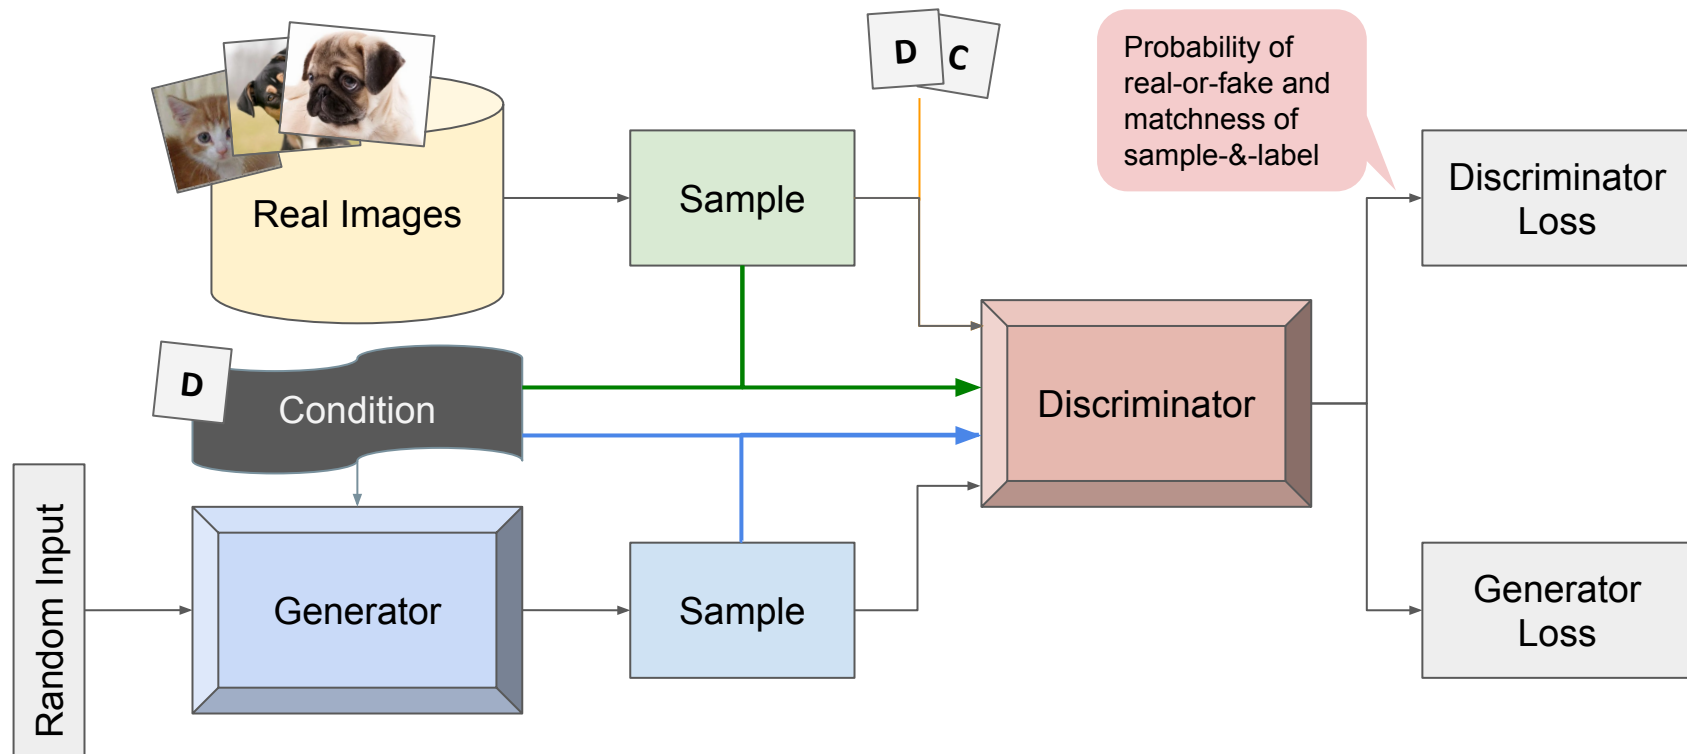 D
C
Probability of
real-or-fake and
matchness of
sample-&-label
Real Images
Sample
Discriminator
Loss
D
Condition
Discriminator
Random Input
Generator
Sample
Generator
Loss